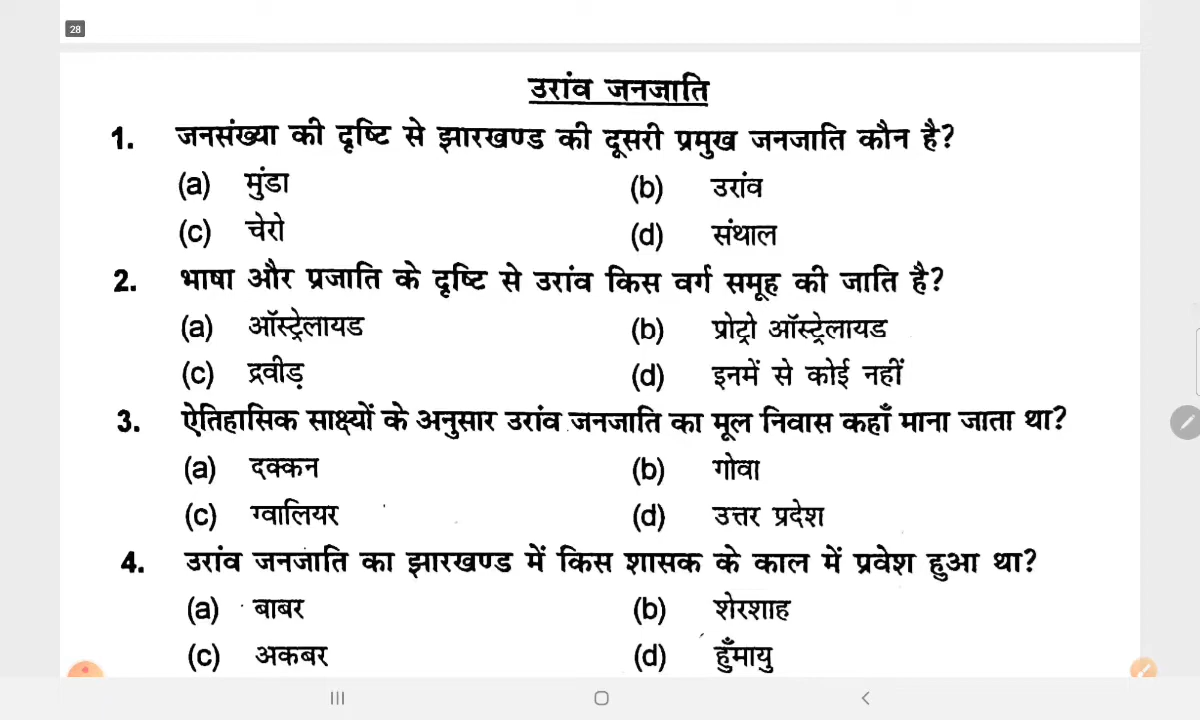 28
उरांव जनजाति
1. जनसंख्या की दृष्टि से झारखण्ड की दूसरी प्रमुख जनजाति कौन है?
(a) मुंडा (b) उरांव
(c) चेरो (d) संथाल
2. भाषा और प्रजाति के दृष्टि से उरांव किस वर्ग समूह की जाति है?
(a) ऑस्ट्रेलायड (b) प्रोट्रो ऑस्ट्रेलायड
(c) द्रवीड़ (d) इनमें से कोई नहीं
3. ऐतिहासिक साक्ष्यों के अनुसार उरांव जनजाति का मूल निवास कहाँ माना जाता था?
(a) दक्कन (b) गोवा
(c) ग्वालियर (d) उत्तर प्रदेश
4. उरांव जनजाति का झारखण्ड में किस शासक के काल में प्रवेश हुआ था?
(a) बाबर (b) शेरशाह
(c) अकबर (d) हुँमायु